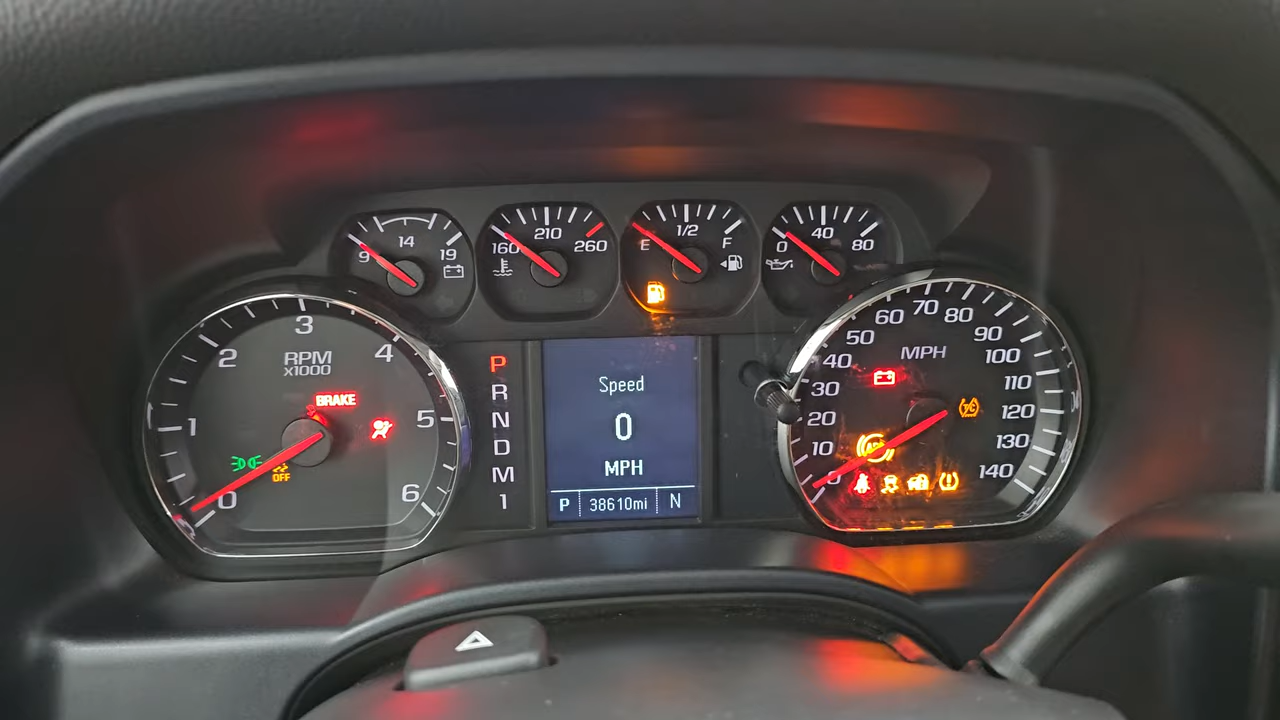 9 14 19
160 210 260
E 1/2 F
0 40 80
RPM
x1000
0 1 2 3 4 5 6
BRAKE
OFF
P
R
N
D
M
1
Speed
0
MPH
P 38610mi N
MPH
0 10 20 30 40 50 60 70 80 90 100 110 120 130 140
T/C